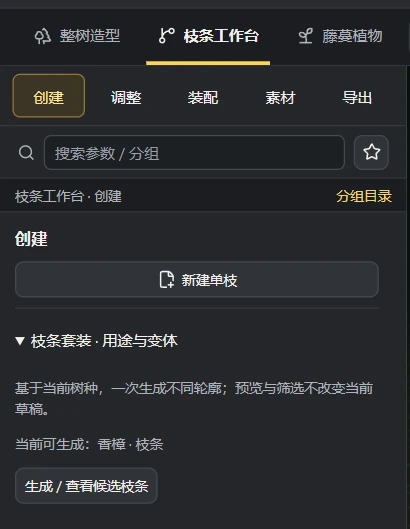 整树造型 枝条工作台 藤蔓植物
创建 调整 装配 素材 导出
搜索参数 / 分组
枝条工作台 · 创建 分组目录
创建
新建单枝
▼ 枝条套装 · 用途与变体
基于当前树种，一次生成不同轮廓；预览与筛选不改变当前
草稿。
当前可生成：香樟 · 枝条
生成 / 查看候选枝条